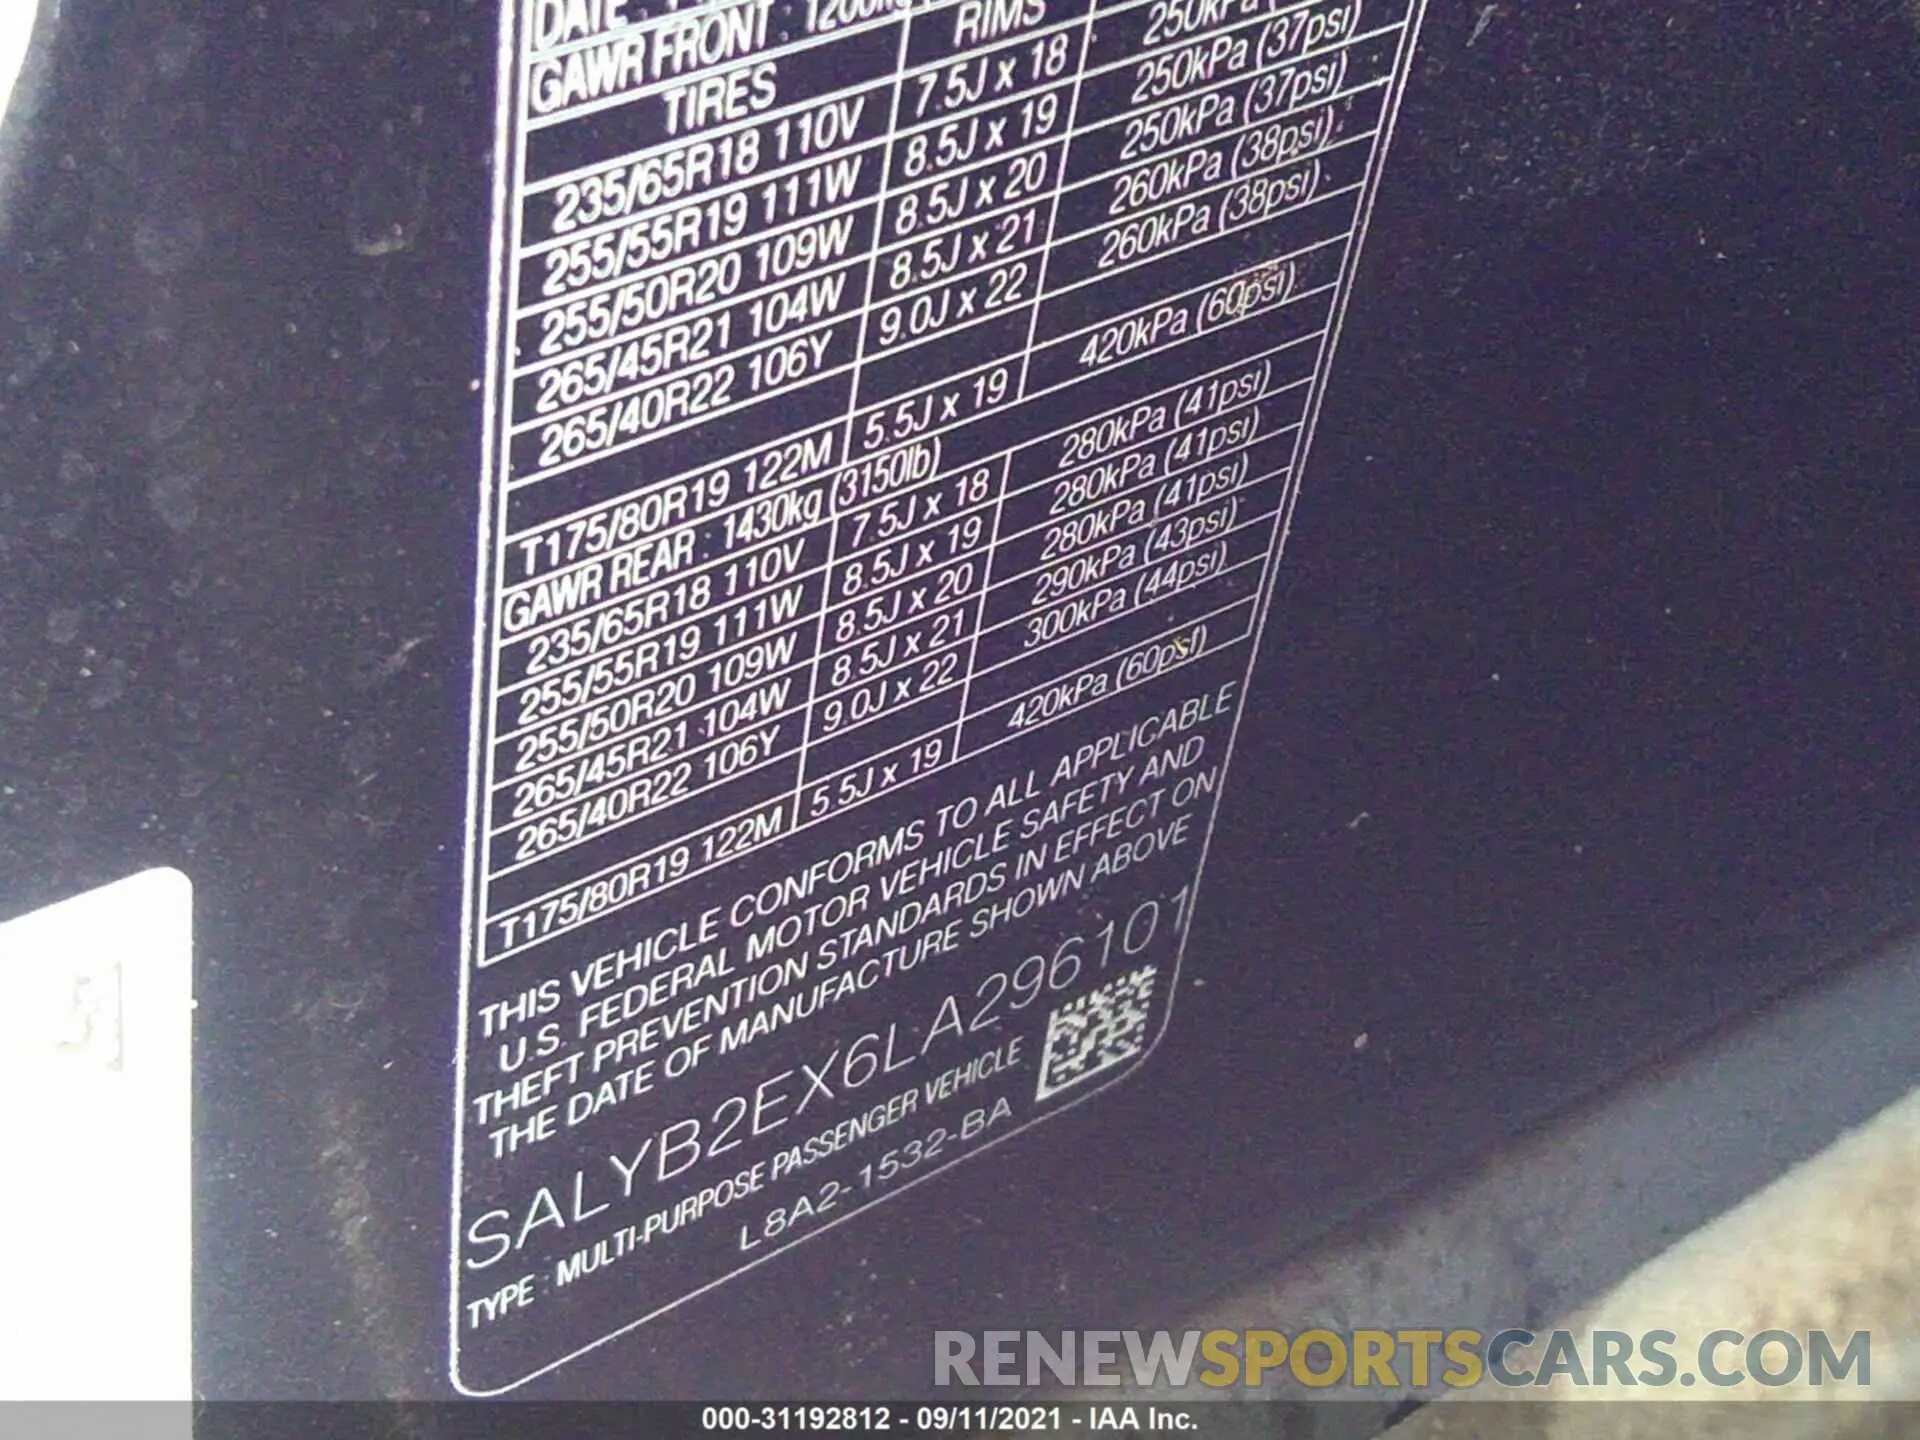 DATE :
GAWR FRONT : 1200kg
TIRES RIMS
235/65R18 110V 7.5J x 18 250kPa
255/55R19 111W 8.5J x 19 250kPa (37psi)
255/50R20 109W 8.5J x 20 250kPa (37psi)
265/45R21 104W 8.5J x 21 260kPa (38psi)
265/40R22 106Y 9.0J x 22 260kPa (38psi)
T175/80R19 122M 5.5J x 19 420kPa (60psi)
GAWR REAR : 1430kg (3150lb)
235/65R18 110V 7.5J x 18 280kPa (41psi)
255/55R19 111W 8.5J x 19 280kPa (41psi)
255/50R20 109W 8.5J x 20 280kPa (41psi)
265/45R21 104W 8.5J x 21 290kPa (43psi)
265/40R22 106Y 9.0J x 22 300kPa (44psi)
T175/80R19 122M 5.5J x 19 420kPa (60psi)
THIS VEHICLE CONFORMS TO ALL APPLICABLE
U.S. FEDERAL MOTOR VEHICLE SAFETY AND
THEFT PREVENTION STANDARDS IN EFFECT ON
THE DATE OF MANUFACTURE SHOWN ABOVE
SALYB2EX6LA296101
TYPE : MULTI-PURPOSE PASSENGER VEHICLE
L8A2-1532-BA
RENEWSPORTSCARS.COM
000-31192812 - 09/11/2021 - IAA Inc.